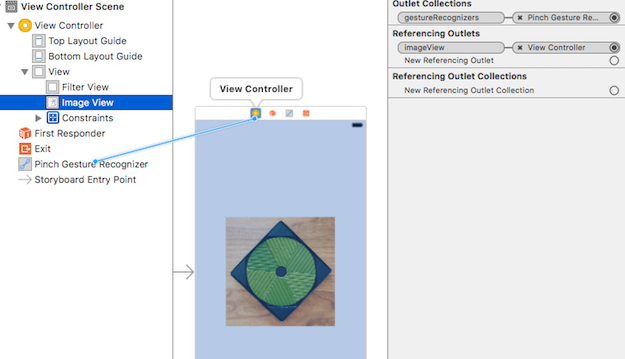 View Controller Scene
View Controller
Top Layout Guide
Bottom Layout Guide
View
Filter View
Image View
Constraints
First Responder
Exit
Pinch Gesture Recognizer
Storyboard Entry Point
View Controller
Outlet Collections
gestureRecognizers
Pinch Gesture Re...
Referencing Outlets
imageView
View Controller
New Referencing Outlet
Referencing Outlet Collections
New Referencing Outlet Collection